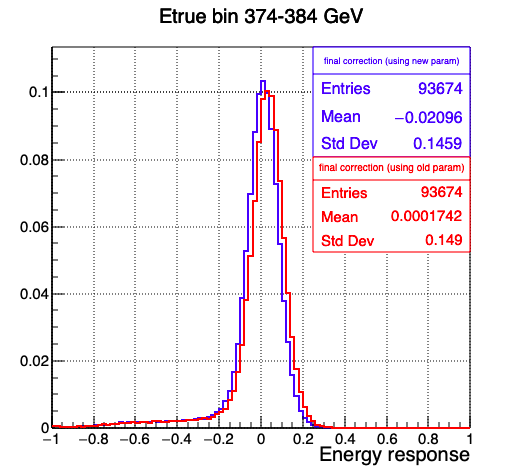 Etrue bin 374-384 GeV
final correction (using new param)
Entries 93674
Mean −0.02096
Std Dev 0.1459
final correction (using old param)
Entries 93674
Mean 0.0001742
Std Dev 0.149
0.1
0.08
0.06
0.04
0.02
0
−1 −0.8 −0.6 −0.4 −0.2 0 0.2 0.4 0.6 0.8 1
Energy response